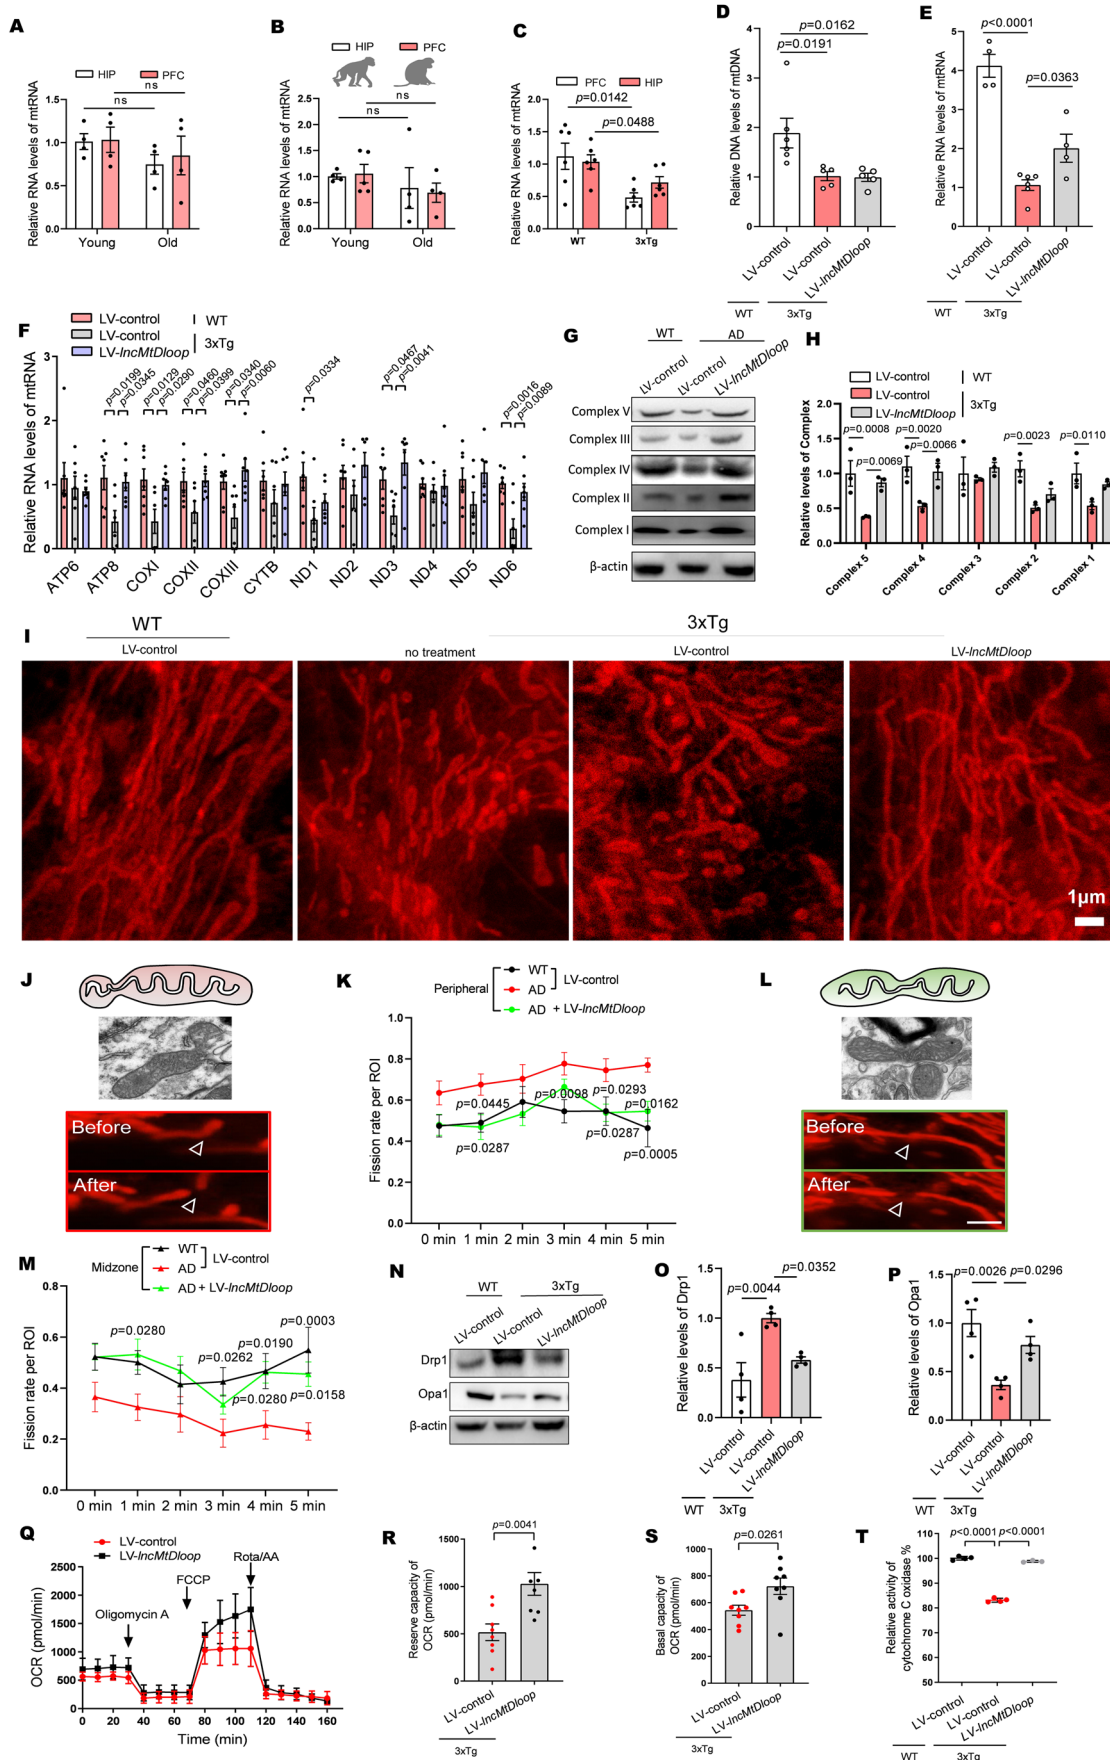 A
HIP PFC
Relative RNA levels of mtRNA
1.5
1.0
0.5
0.0
ns
ns
Young Old
B
HIP PFC
Relative RNA levels of mtRNA
2.0
1.5
1.0
0.5
0.0
ns
ns
Young Old
C
PFC HIP
Relative RNA levels of mtRNA
2.0
1.5
1.0
0.5
0.0
p=0.0142
p=0.0488
WT 3xTg
D
Relative DNA levels of mtDNA
4
3
2
1
0
p=0.0162
p=0.0191
LV-control
LV-control
LV-lncMtDloop
WT 3xTg
E
Relative RNA levels of mtRNA
5
4
3
2
1
0
p<0.0001
p=0.0363
LV-control
LV-control
LV-lncMtDloop
WT 3xTg
F
LV-control WT
LV-control 3xTg
LV-lncMtDloop
Relative RNA levels of mtRNA
3
2
1
0
p=0.0199
p=0.0345
p=0.0129
p=0.0290
p=0.0460
p=0.0399
p=0.0340
p=0.0060
p=0.0334
p=0.0467
p=0.0041
p=0.0016
p=0.0089
ATP6 ATP8 COXI COXII COXIII CYTB ND1 ND2 ND3 ND4 ND5 ND6
G
WT AD
LV-control
LV-control
LV-lncMtDloop
Complex V
Complex III
Complex IV
Complex II
Complex I
β-actin
H
LV-control WT
LV-control 3xTg
LV-lncMtDloop
Relative levels of Complex
2.0
1.5
1.0
0.5
0.0
p=0.0008
p=0.0069
p=0.0020
p=0.0066
p=0.0023
p=0.0110
Complex 5 Complex 4 Complex 3 Complex 2 Complex 1
I
WT 3xTg
LV-control no treatment LV-control LV-lncMtDloop
1μm
J
Before
After
K
Peripheral
WT LV-control
AD
AD + LV-lncMtDloop
Fission rate per ROI
1.0
0.8
0.6
0.4
0.2
0.0
p=0.0445
p=0.0287
p=0.0098
p=0.0293
p=0.0287
p=0.0162
p=0.0005
0 min 1 min 2 min 3 min 4 min 5 min
L
Before
After
M
Midzone
WT LV-control
AD
AD + LV-lncMtDloop
Fission rate per ROI
0.8
0.6
0.4
0.2
0.0
p=0.0280
p=0.0262
p=0.0190
p=0.0003
p=0.0280
p=0.0158
0 min 1 min 2 min 3 min 4 min 5 min
N
WT 3xTg
LV-control
LV-control
LV-lncMtDloop
Drp1
Opa1
β-actin
O
Relative levels of Drp1
1.5
1.0
0.5
0.0
p=0.0044
p=0.0352
LV-control
LV-control
LV-lncMtDloop
WT 3xTg
P
Relative levels of Opa1
1.5
1.0
0.5
0.0
p=0.0026
p=0.0296
LV-control
LV-control
LV-lncMtDloop
WT 3xTg
Q
LV-control
LV-lncMtDloop
OCR (pmol/min)
2500
2000
1500
1000
500
0
Oligomycin A
FCCP
Rota/AA
0 20 40 60 80 100 120 140 160
Time (min)
R
Reserve capacity of
OCR (pmol/min)
1500
1000
500
0
p=0.0041
LV-control
LV-lncMtDloop
3xTg
S
Basal capacity of
OCR (pmol/min)
1000
800
600
400
200
0
p=0.0261
LV-control
LV-lncMtDloop
3xTg
T
Relative activity of
cytochrome C oxidase %
100
90
80
70
60
50
p<0.0001
p<0.0001
LV-control
LV-control
LV-lncMtDloop
WT 3xTg